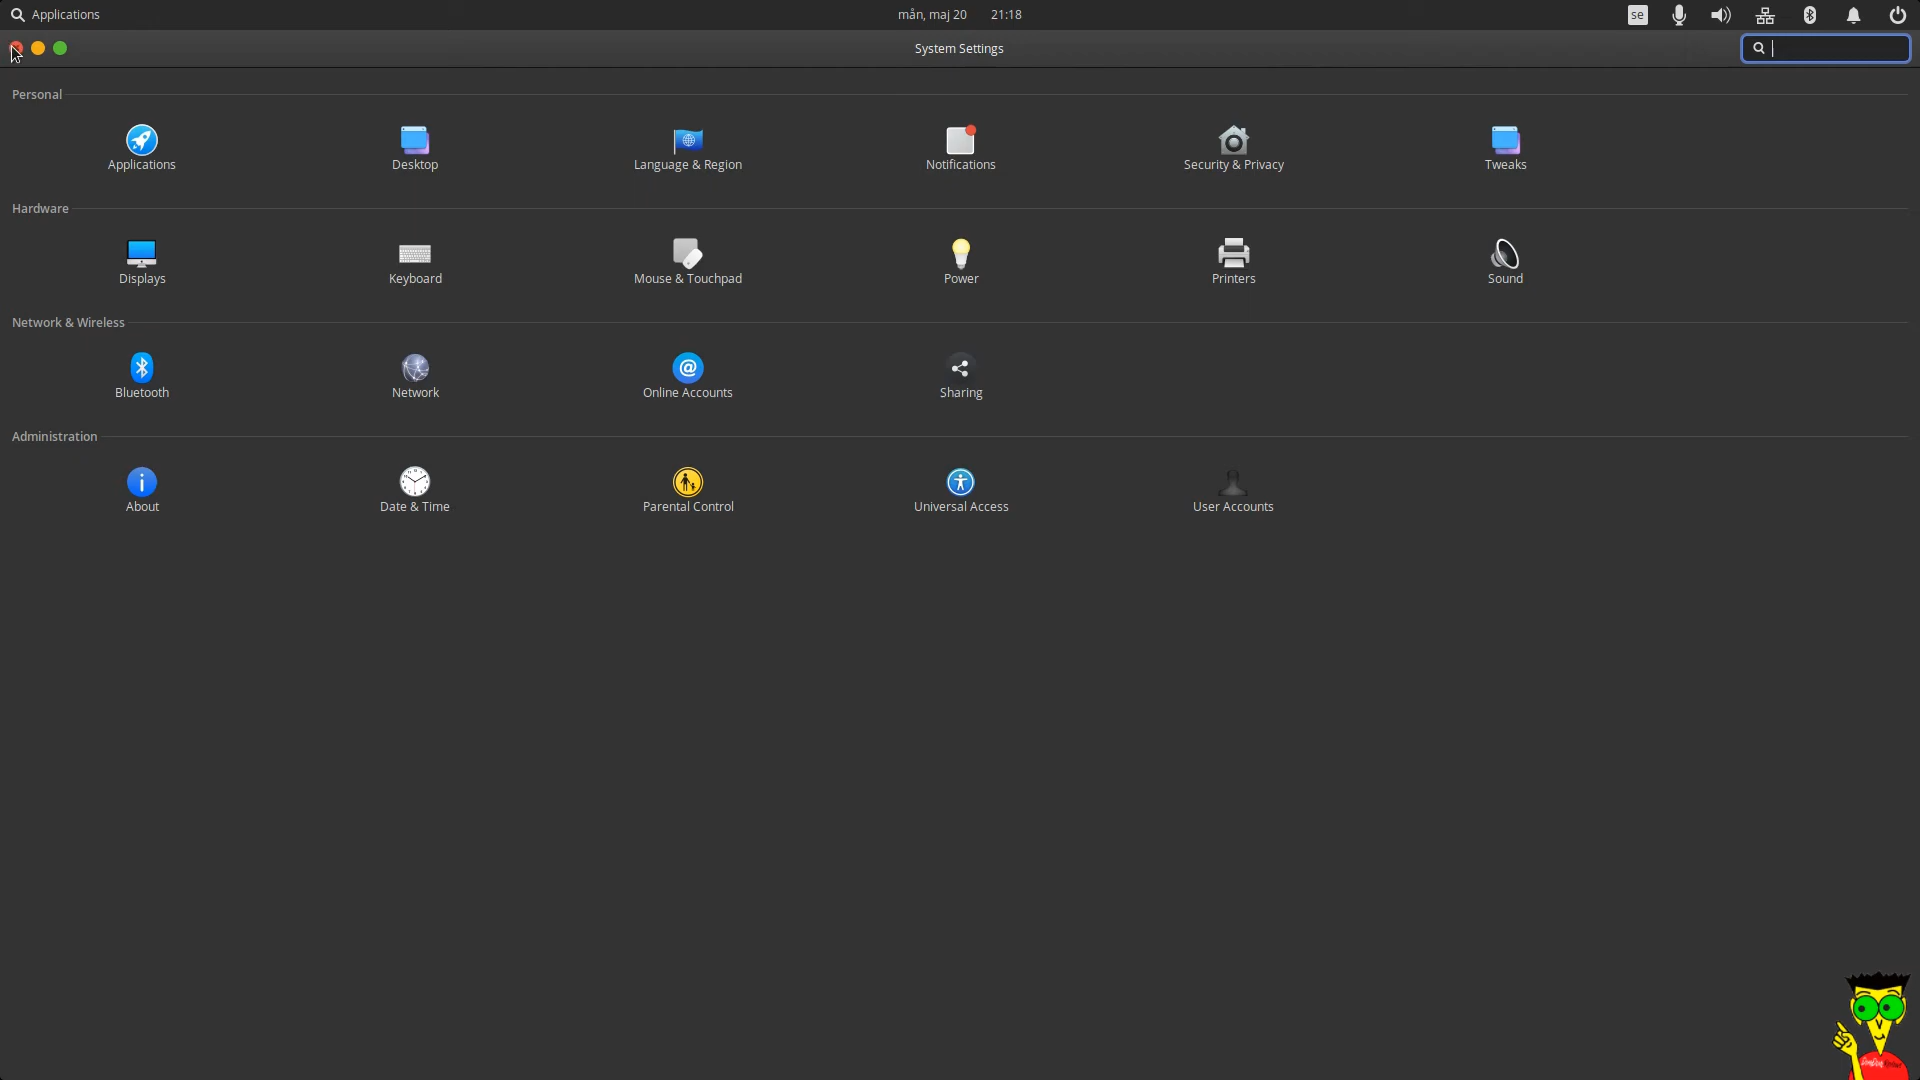 Applications
mån, maj 20 21:18
se
System Settings
Personal
Applications
Desktop
Language & Region
Notifications
Security & Privacy
Tweaks
Hardware
Displays
Keyboard
Mouse & Touchpad
Power
Printers
Sound
Network & Wireless
Bluetooth
Network
Online Accounts
Sharing
Administration
About
Date & Time
Parental Control
Universal Access
User Accounts